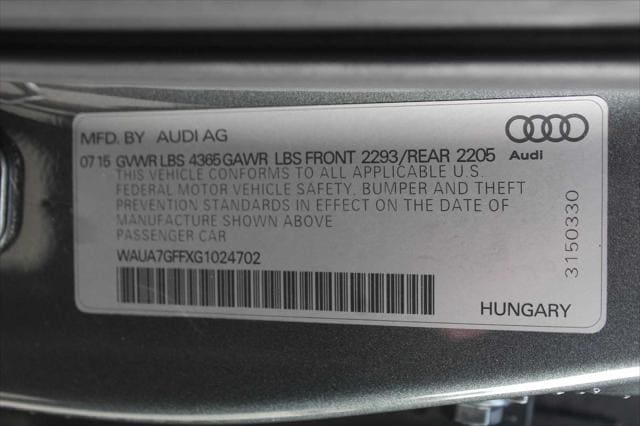 MFD. BY AUDI AG
07 15 GVWR LBS 4365 GAWR LBS FRONT 2293/REAR 2205
Audi
THIS VEHICLE CONFORMS TO ALL APPLICABLE U.S.
FEDERAL MOTOR VEHICLE SAFETY, BUMPER AND THEFT
PREVENTION STANDARDS IN EFFECT ON THE DATE OF
MANUFACTURE SHOWN ABOVE
PASSENGER CAR
WAUA7GFFXG1024702
3150330
HUNGARY